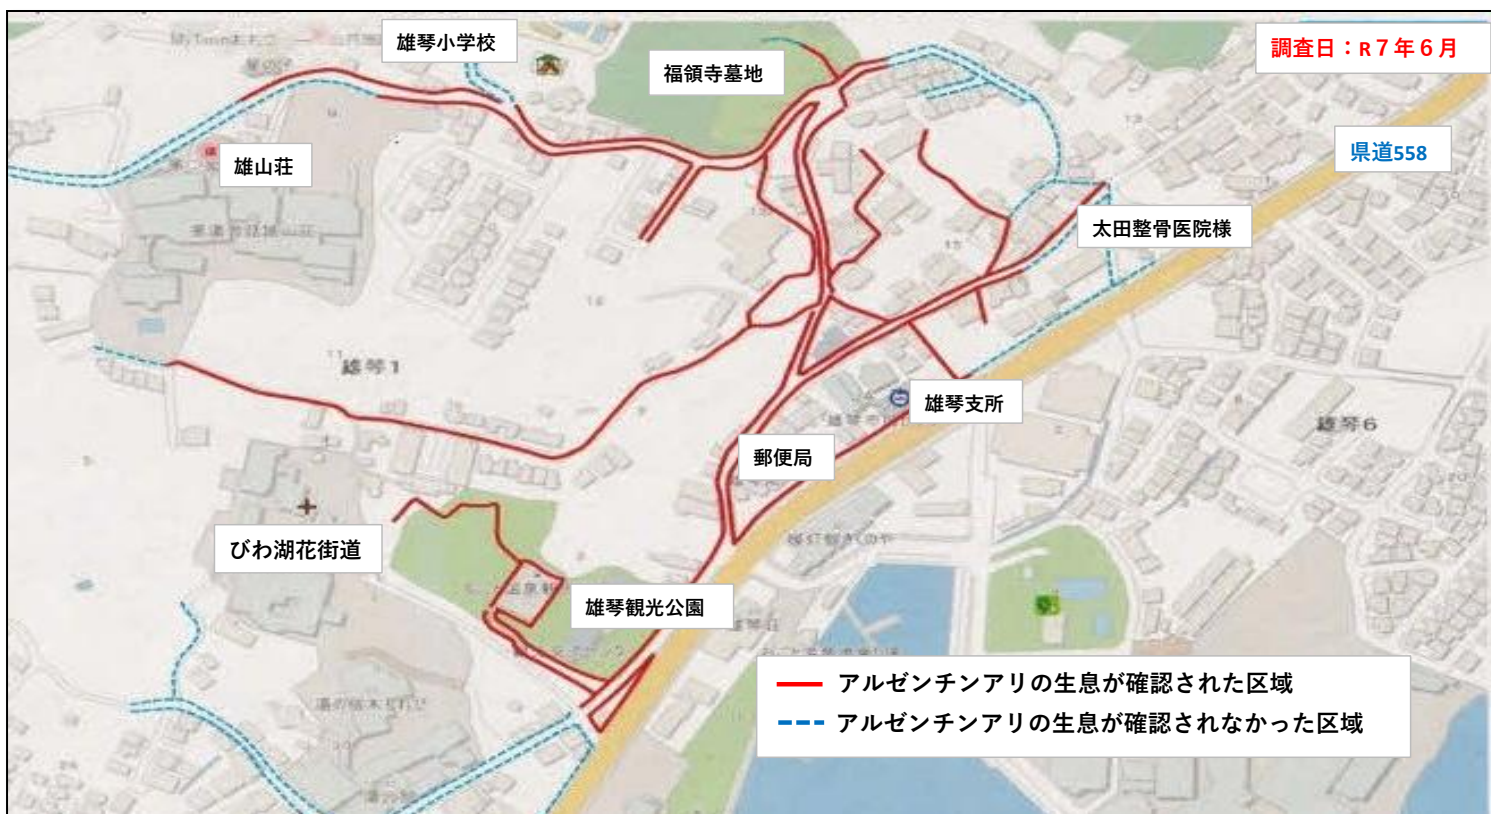 雄琴小学校
調査日：R７年６月
福領寺墓地
県道558
雄山荘
太田整骨医院様
雄琴1
雄琴支所
雄琴6
郵便局
びわ湖花街道
雄琴観光公園
アルゼンチンアリの生息が確認された区域
アルゼンチンアリの生息が確認されなかった区域